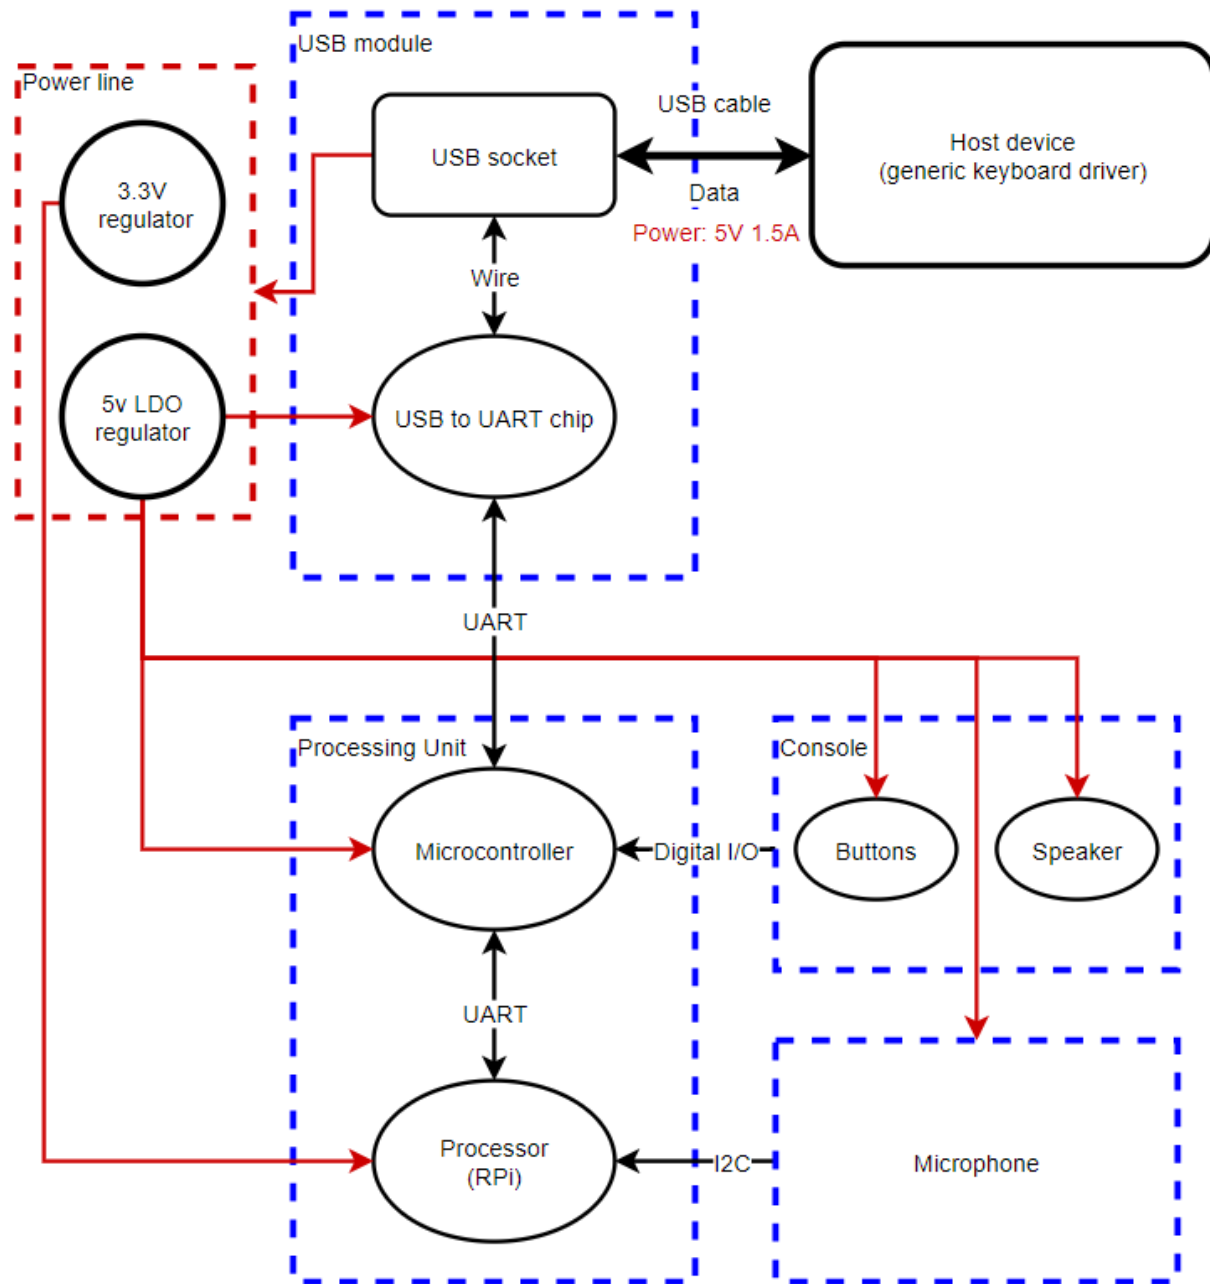 USB module
Power line
USB cable
USB socket
Host device
(generic keyboard driver)
3.3V
regulator
Data
Power: 5V 1.5A
Wire
5v LDO
regulator
USB to UART chip
UART
Processing Unit
Console
Microcontroller
Digital I/O
Buttons
Speaker
UART
Processor
(RPi)
I2C
Microphone